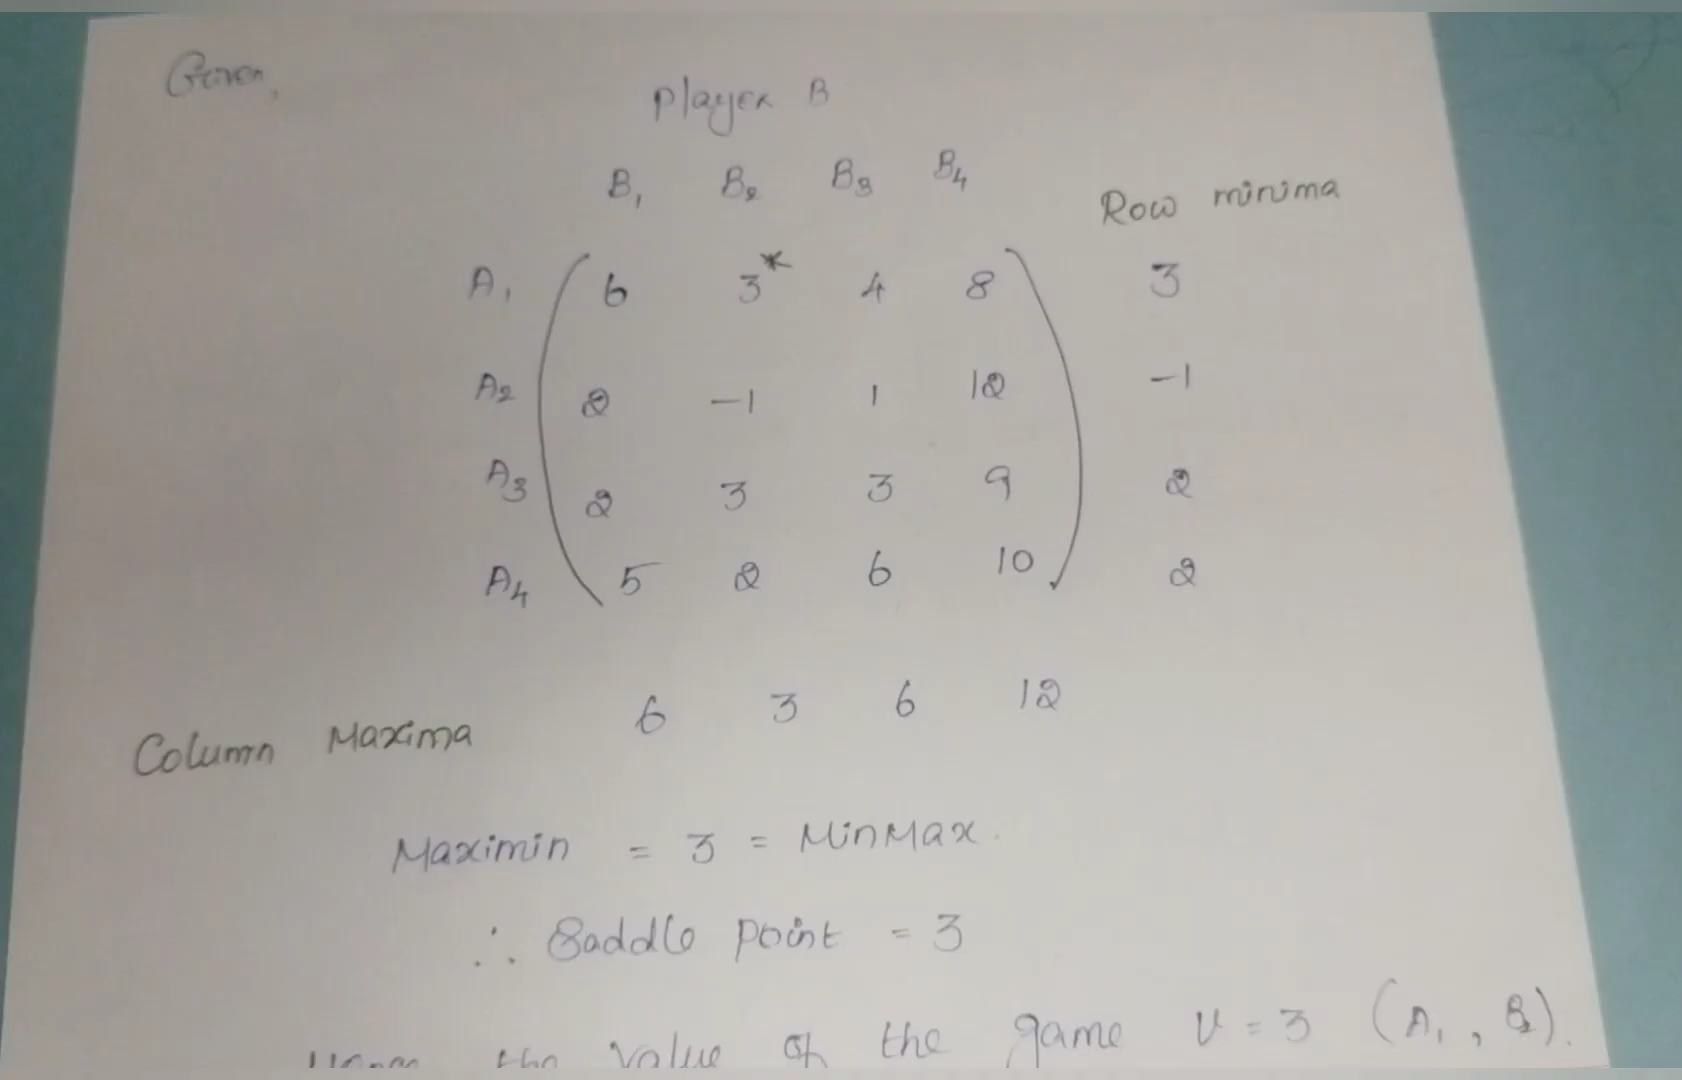 Given,
Player B
B1 B2 B3 B4 Row minima
A1 6 3* 4 8 3
A2 2 -1 1 12 -1
A3 2 3 3 9 2
A4 5 2 6 10 2
Column Maxima 6 3 6 12
Maximin = 3 = MinMax.
∴ Saddle point = 3
the value of the game V = 3 (A1, B2).